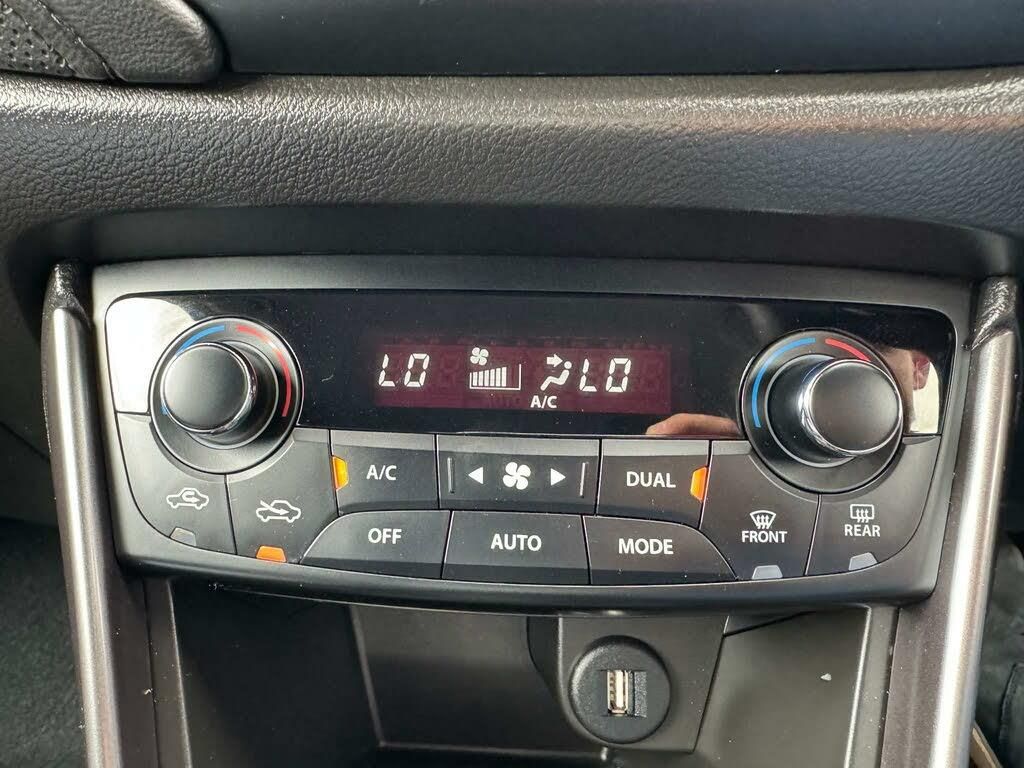 LO LO
A/C
A/C DUAL
OFF AUTO MODE FRONT REAR